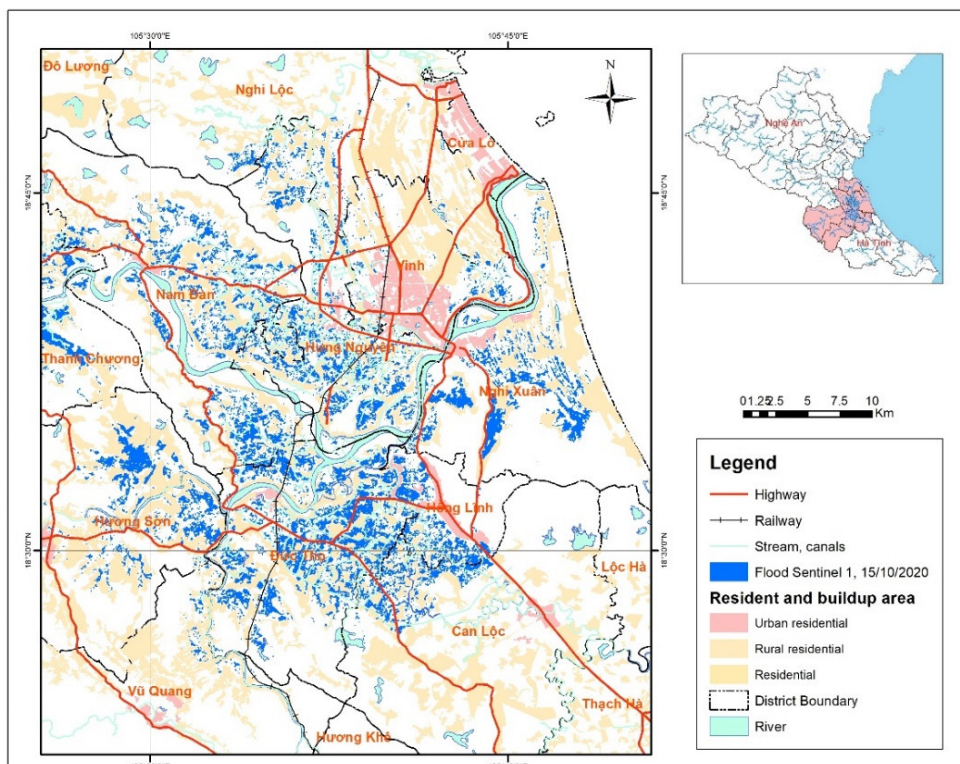 105°30'0"E
105°45'0"E
Đô Lương
Nghi Lộc
N
Cửa Lò
18°45'0"N
18°45'0"N
Vinh
Nam Đàn
Hưng Nguyên
Thanh Chương
Nghi Xuân
Hương Sơn
Hồng Lĩnh
18°30'0"N
18°30'0"N
Đức Thọ
Lộc Hà
Can Lộc
Vũ Quang
Thạch Hà
Hương Khê
Nghệ An
Hà Tĩnh
0 1.25 2.5 5 7.5 10
Km
Legend
Highway
Railway
Stream, canals
Flood Sentinel 1, 15/10/2020
Resident and buildup area
Urban residential
Rural residential
Residential
District Boundary
River